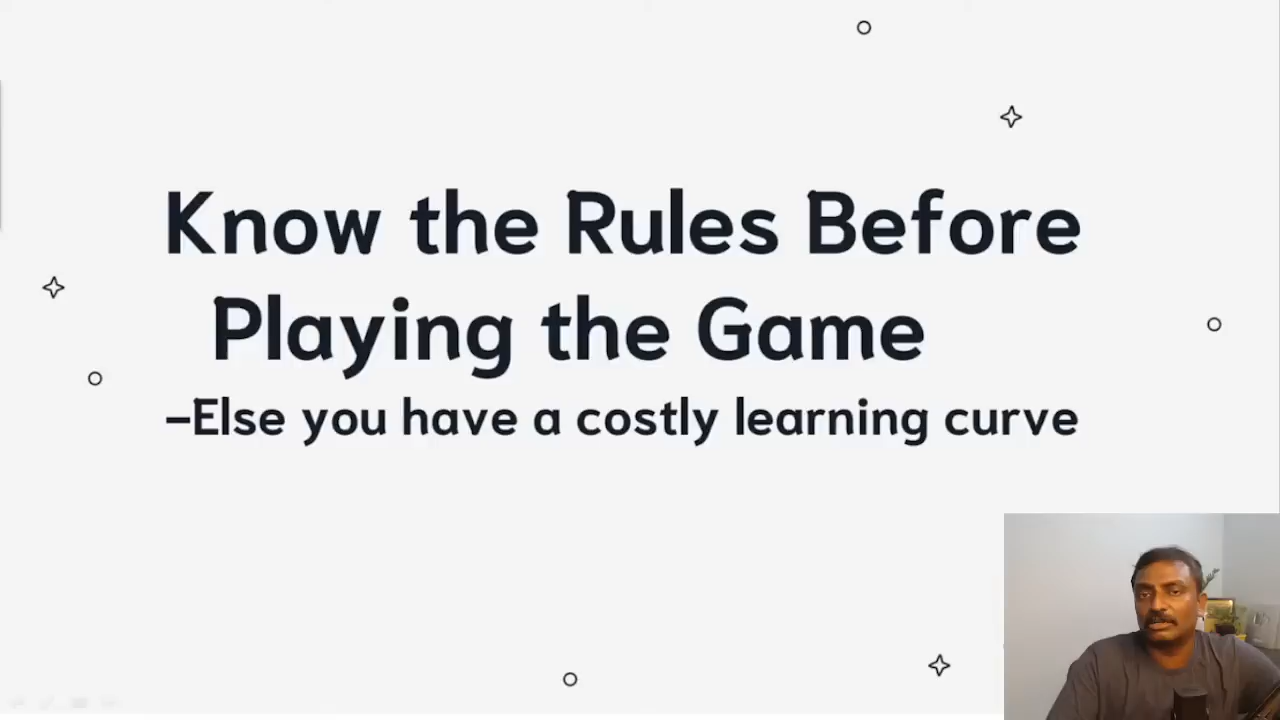 Know the Rules Before
Playing the Game
–Else you have a costly learning curve